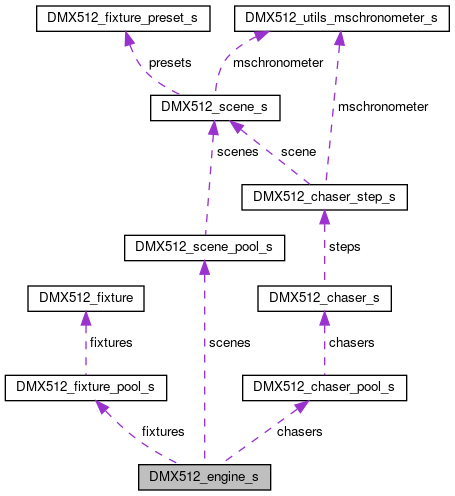 DMX512_fixture_preset_s
DMX512_utils_mschronometer_s
presets
mschronometer
DMX512_scene_s
mschronometer
scenes
scene
DMX512_chaser_step_s
DMX512_scene_pool_s
steps
DMX512_fixture
DMX512_chaser_s
fixtures
scenes
chasers
DMX512_fixture_pool_s
DMX512_chaser_pool_s
fixtures
chasers
DMX512_engine_s